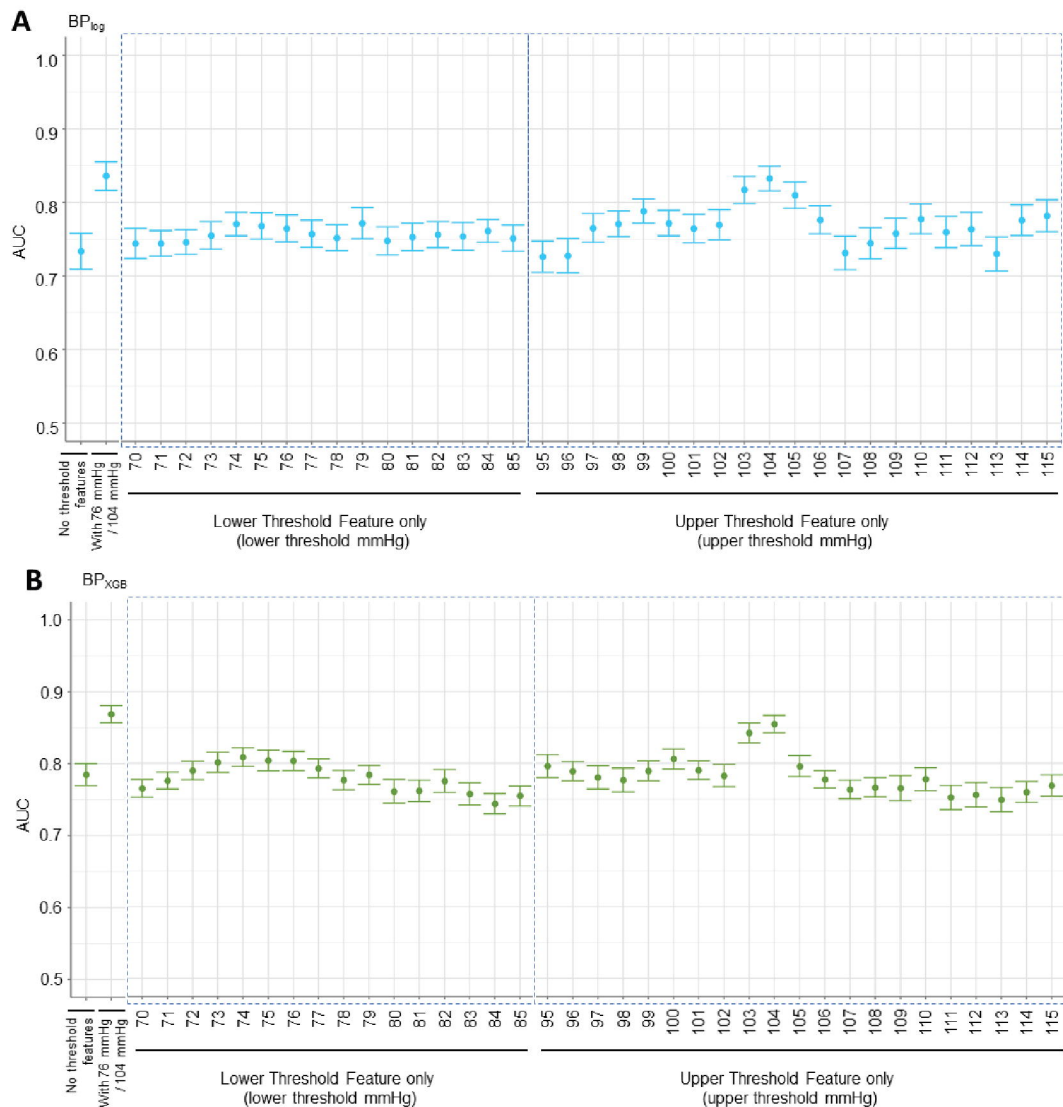 A
BPlog
1.0
0.9
0.8
0.7
0.6
0.5
AUC
No threshold
features
With 76 mmHg
/ 104 mmHg
70 71 72 73 74 75 76 77 78 79 80 81 82 83 84 85 95 96 97 98 99 100 101 102 103 104 105 106 107 108 109 110 111 112 113 114 115
Lower Threshold Feature only
(lower threshold mmHg)
Upper Threshold Feature only
(upper threshold mmHg)
B
BPXGB
1.0
0.9
0.8
0.7
0.6
0.5
AUC
No threshold
features
With 76 mmHg
/ 104 mmHg
70 71 72 73 74 75 76 77 78 79 80 81 82 83 84 85 95 96 97 98 99 100 101 102 103 104 105 106 107 108 109 110 111 112 113 114 115
Lower Threshold Feature only
(lower threshold mmHg)
Upper Threshold Feature only
(upper threshold mmHg)